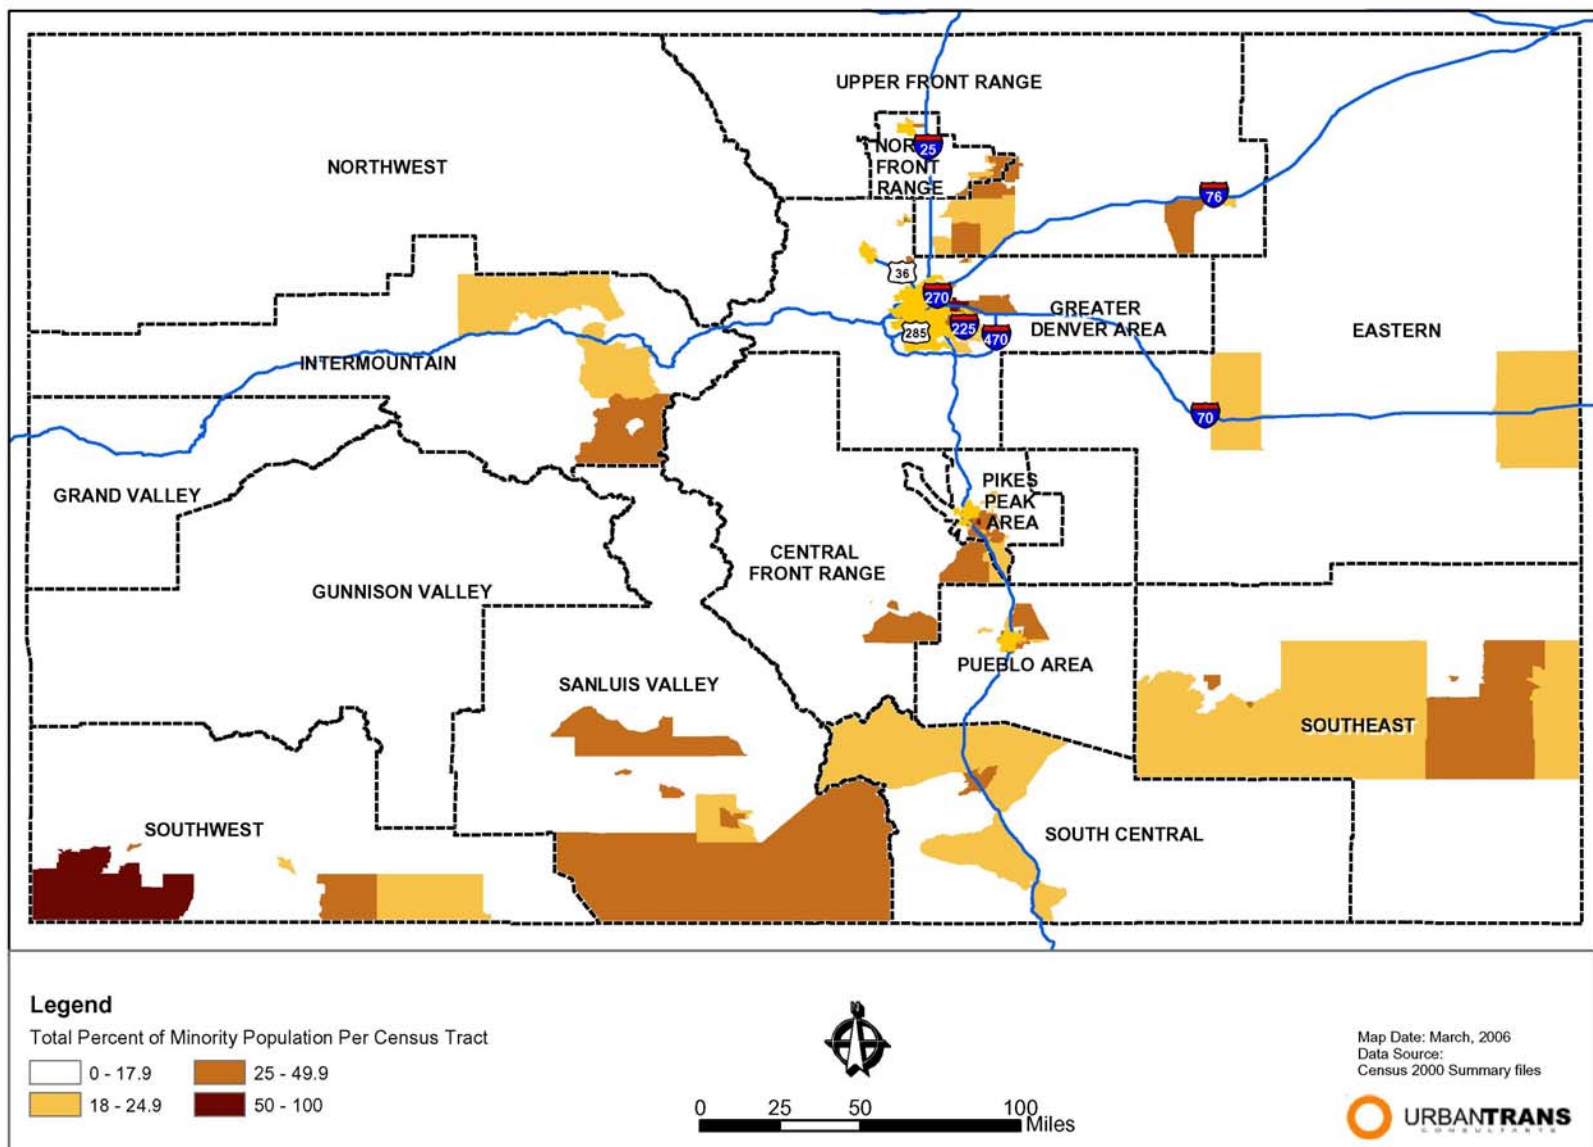 UPPER FRONT RANGE
NORTHWEST
25
FRONT
RANGE
76
36
270
GREATER
DENVER AREA
225
285
470
EASTERN
INTERMOUNTAIN
70
GRAND VALLEY
PIKES
PEAK
AREA
CENTRAL
FRONT RANGE
GUNNISON VALLEY
PUEBLO AREA
SANLUIS VALLEY
SOUTHEAST
SOUTHWEST
SOUTH CENTRAL
Legend
Total Percent of Minority Population Per Census Tract
0 - 17.9
25 - 49.9
18 - 24.9
50 - 100
N
0 25 50 100
Miles
Map Date: March, 2006
Data Source:
Census 2000 Summary files
URBANTRANS
CONSULTANTS